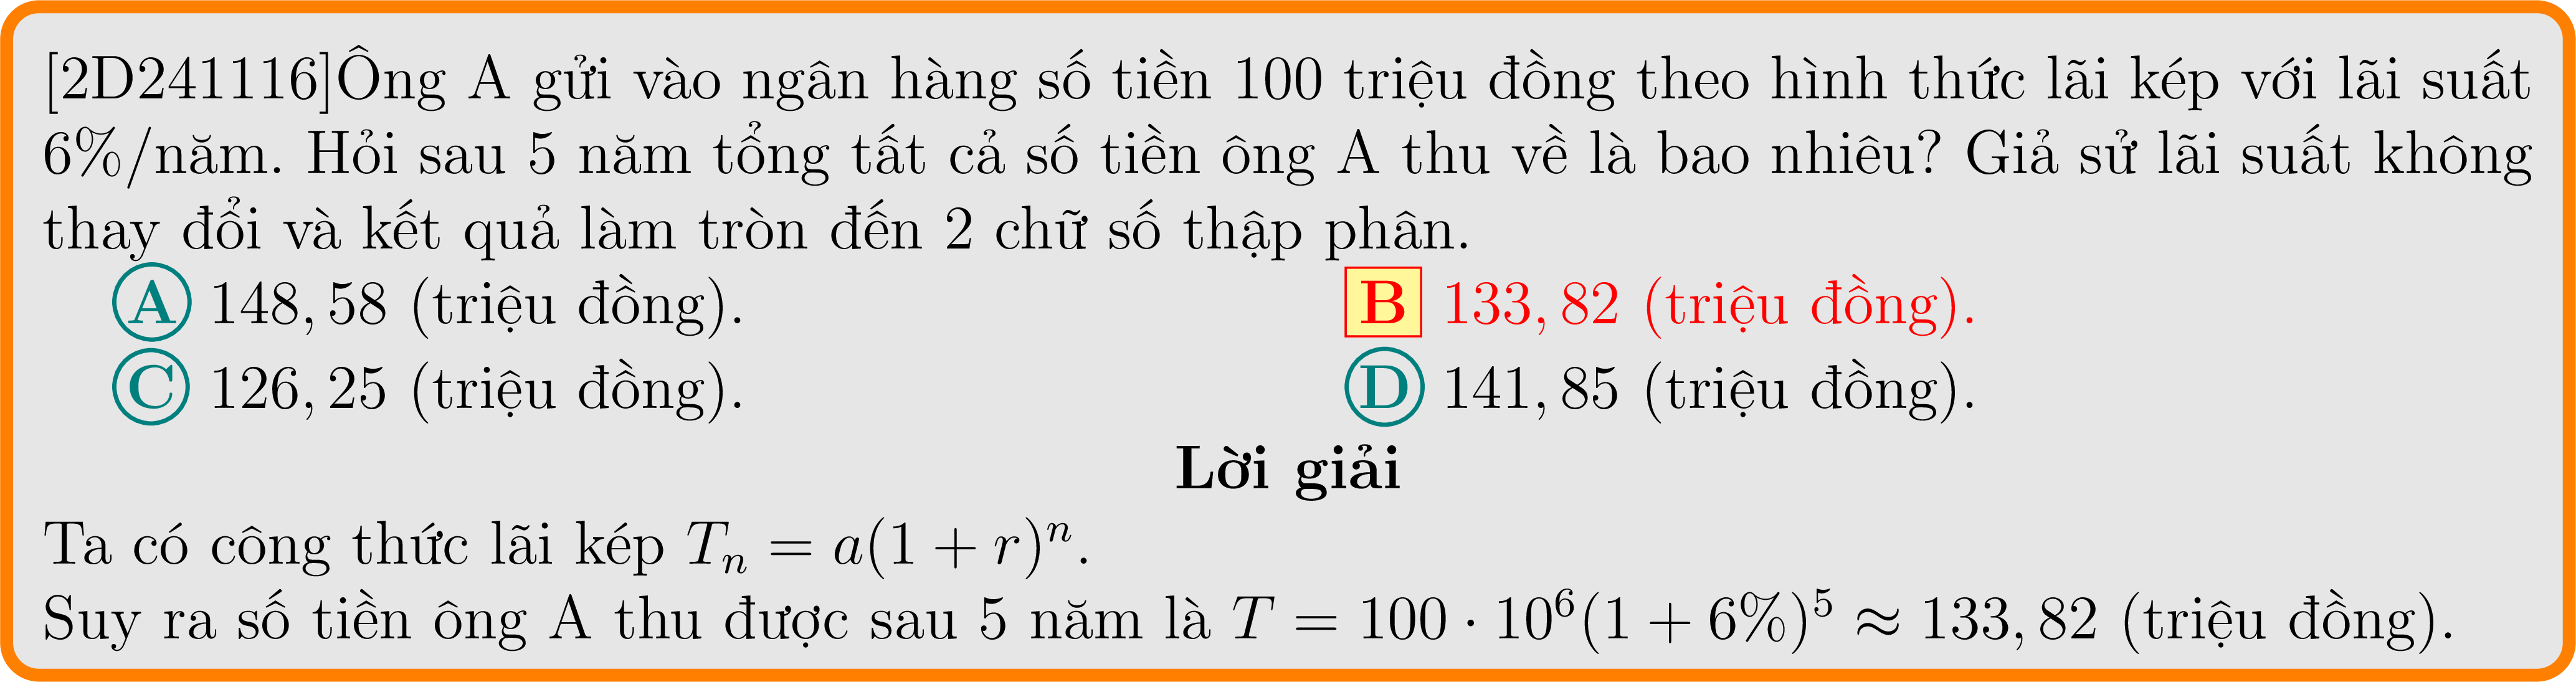 [2D241116]Ông A gửi vào ngân hàng số tiền 100 triệu đồng theo hình thức lãi kép với lãi suất
6%/năm. Hỏi sau 5 năm tổng tất cả số tiền ông A thu về là bao nhiêu? Giả sử lãi suất không
thay đổi và kết quả làm tròn đến 2 chữ số thập phân.
A 148, 58 (triệu đồng). B 133, 82 (triệu đồng).
C 126, 25 (triệu đồng). D 141, 85 (triệu đồng).
Lời giải
Ta có công thức lãi kép $T_n = a(1 + r)^n$.
Suy ra số tiền ông A thu được sau 5 năm là $T = 100 \cdot 10^6(1 + 6\%)^5 \approx 133, 82$ (triệu đồng).